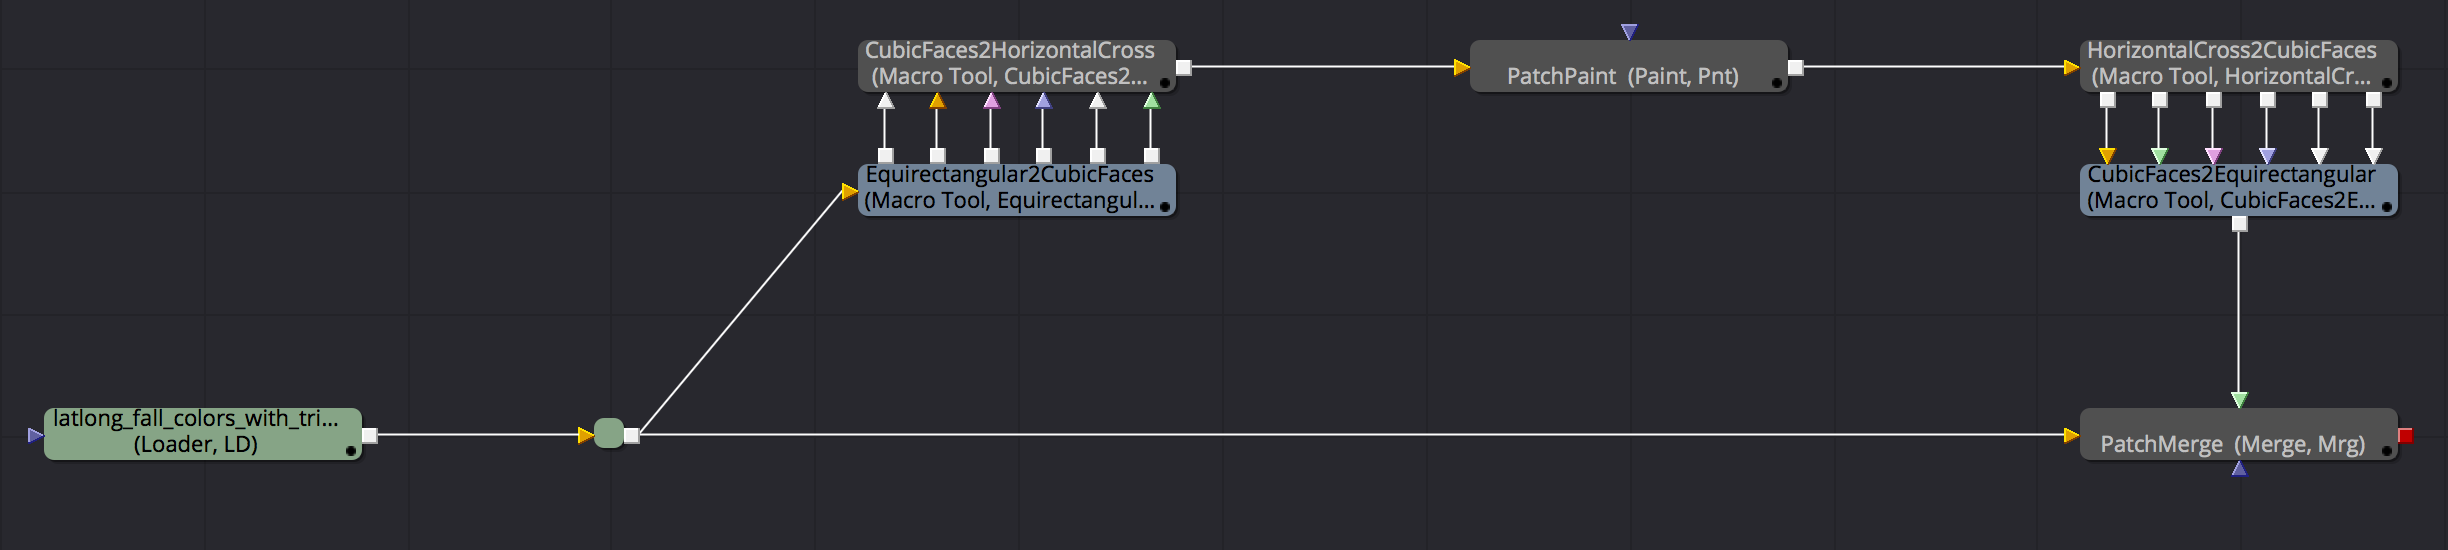 CubicFaces2HorizontalCross
(Macro Tool, CubicFaces2...
PatchPaint (Paint, Pnt)
HorizontalCross2CubicFaces
(Macro Tool, HorizontalCr...
Equirectangular2CubicFaces
(Macro Tool, Equirectangul...
CubicFaces2Equirectangular
(Macro Tool, CubicFaces2E...
latlong_fall_colors_with_tri...
(Loader, LD)
PatchMerge (Merge, Mrg)